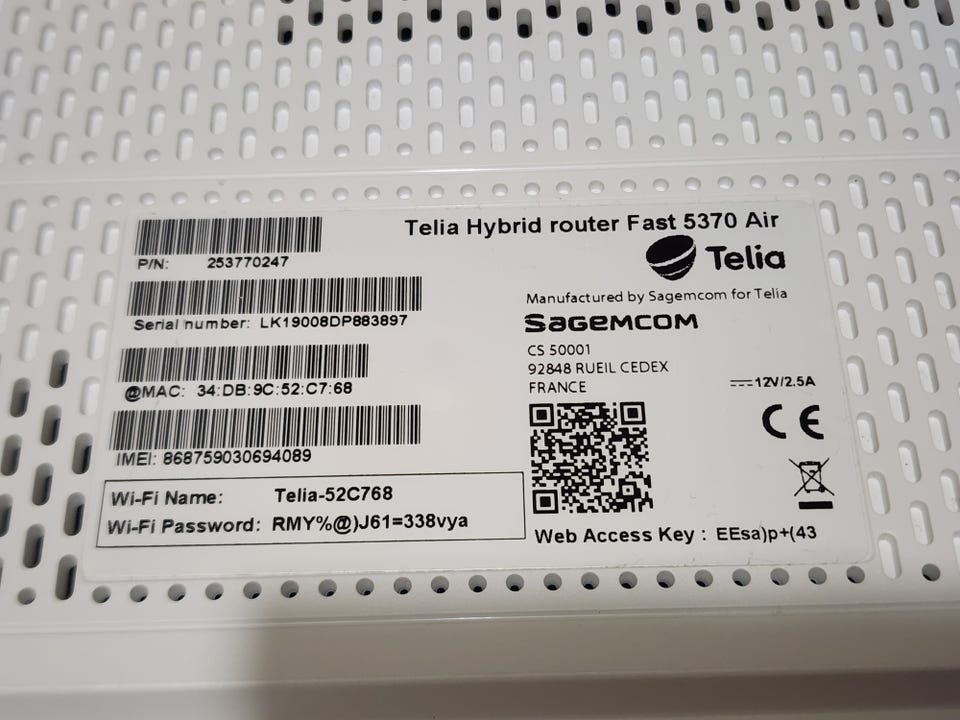 Telia Hybrid router Fast 5370 Air
P/N: 253770247
Telia
Serial number: LK19008DP883897
Manufactured by Sagemcom for Telia
SAGEMCOM
CS 50001
92848 RUEIL CEDEX
FRANCE
@MAC: 34:DB:9C:52:C7:68
12V/2.5A
CE
IMEI: 868759030694089
Wi-Fi Name: Telia-52C768
Wi-Fi Password: RMY%@)J61=338vya
Web Access Key : EEsa)p+(43